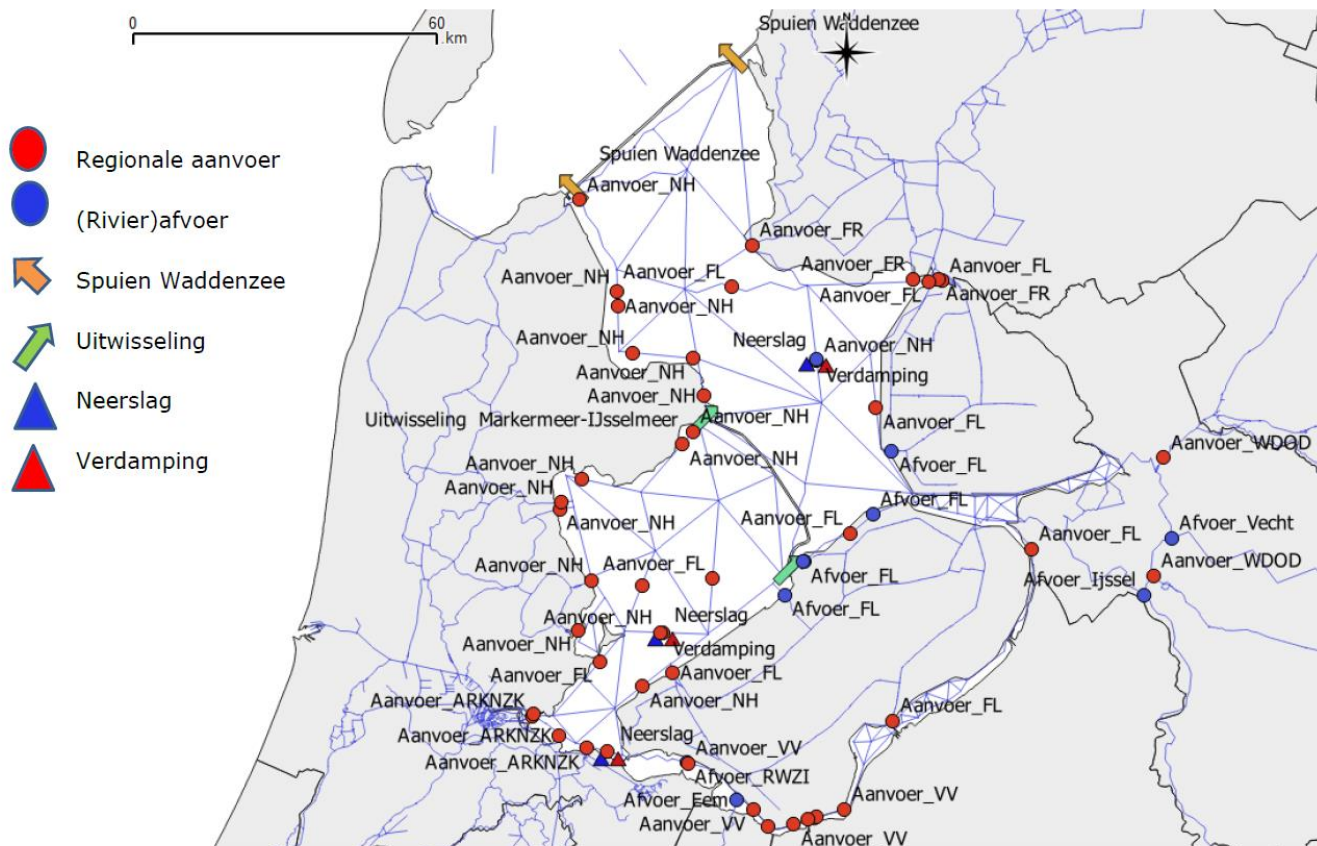 0 60
km
N
Spuien Waddenzee
Regionale aanvoer
(Rivier)afvoer
Spuien Waddenzee
Uitwisseling
Neerslag
Verdamping
Spuien Waddenzee
Aanvoer_NH
Aanvoer_FR
Aanvoer_NH
Aanvoer_FL
Aanvoer_FR
Aanvoer_FL
Aanvoer_NH
Aanvoer_FL
Aanvoer_FR
Aanvoer_NH
Neerslag
Aanvoer_NH
Aanvoer_NH
Verdamping
Aanvoer_NH
Uitwisseling Markermeer-IJsselmeer
Aanvoer_NH
Aanvoer_FL
Aanvoer_NH
Aanvoer_NH
Afvoer_FL
Aanvoer_WDOD
Aanvoer_NH
Aanvoer_NH
Aanvoer_FL
Afvoer_FL
Aanvoer_FL
Afvoer_Vecht
Aanvoer_NH
Aanvoer_FL
Afvoer_FL
Afvoer_Ijssel
Aanvoer_WDOD
Afvoer_FL
Aanvoer_NH
Neerslag
Aanvoer_NH
Verdamping
Aanvoer_FL
Aanvoer_FL
Aanvoer_NH
Aanvoer_ARKNZK
Aanvoer_FL
Aanvoer_ARKNZK
Neerslag
Aanvoer_VV
Aanvoer_ARKNZK
Afvoer_RWZI
Afvoer_Eem
Aanvoer_VV
Aanvoer_VV
Aanvoer_VV